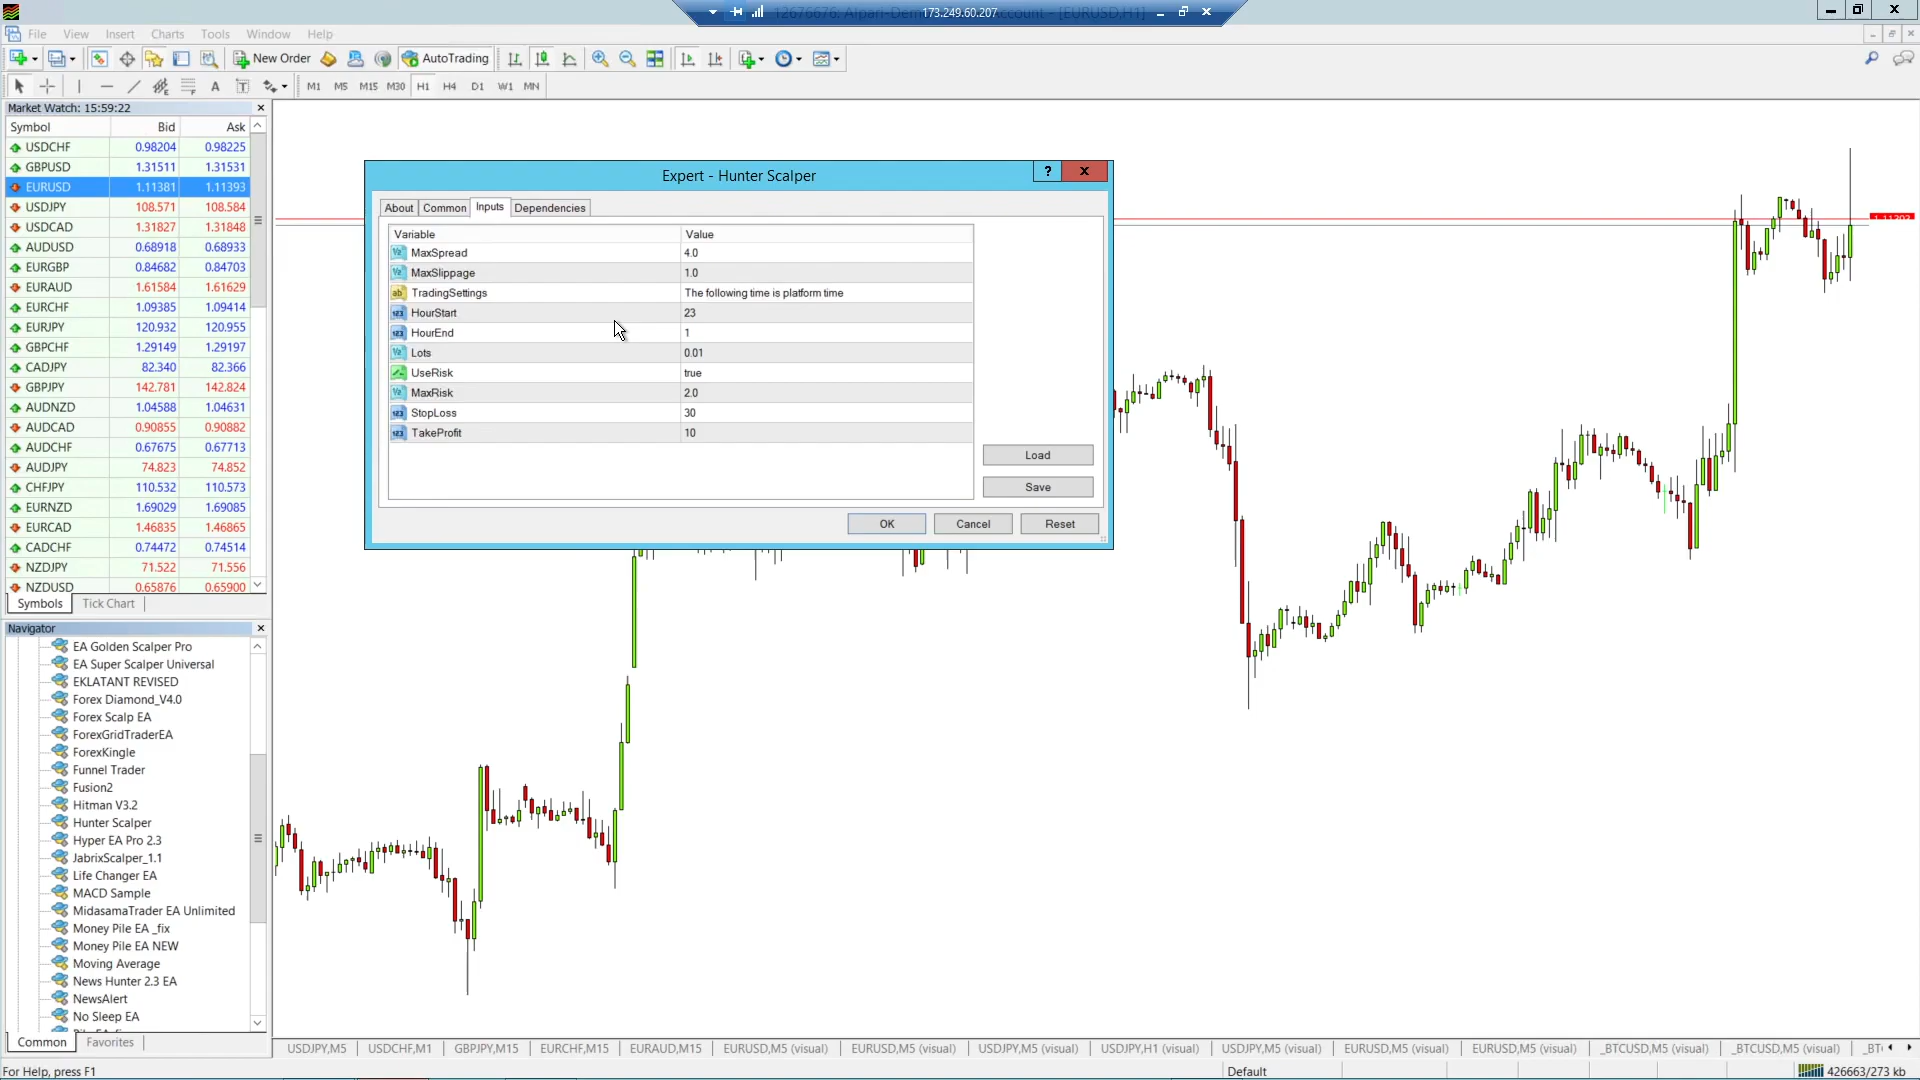 12676676: Alpari-Dem
173.249.60.207
ccount - [EURUSD,H1]
File View Insert Charts Tools Window Help
New Order AutoTrading
M1 M5 M15 M30 H1 H4 D1 W1 MN
Market Watch: 15:59:22
Symbol Bid Ask
USDCHF 0.98204 0.98225
GBPUSD 1.31511 1.31531
EURUSD 1.11381 1.11393
USDJPY 108.571 108.584
USDCAD 1.31827 1.31848
AUDUSD 0.68918 0.68933
EURGBP 0.84682 0.84703
EURAUD 1.61584 1.61629
EURCHF 1.09385 1.09414
EURJPY 120.932 120.955
GBPCHF 1.29149 1.29197
CADJPY 82.340 82.366
GBPJPY 142.781 142.824
AUDNZD 1.04588 1.04631
AUDCAD 0.90855 0.90882
AUDCHF 0.67675 0.67713
AUDJPY 74.823 74.852
CHFJPY 110.532 110.573
EURNZD 1.69029 1.69085
EURCAD 1.46835 1.46865
CADCHF 0.74472 0.74514
NZDJPY 71.522 71.556
NZDUSD 0.65876 0.65900
Symbols Tick Chart
Navigator
EA Golden Scalper Pro
EA Super Scalper Universal
EKLATANT REVISED
Forex Diamond_V4.0
Forex Scalp EA
ForexGridTraderEA
ForexKingle
Funnel Trader
Fusion2
Hitman V3.2
Hunter Scalper
Hyper EA Pro 2.3
JabrixScalper_1.1
Life Changer EA
MACD Sample
MidasamaTrader EA Unlimited
Money Pile EA _fix
Money Pile EA NEW
Moving Average
News Hunter 2.3 EA
NewsAlert
No Sleep EA
Common Favorites
Expert - Hunter Scalper
About Common Inputs Dependencies
Variable Value
MaxSpread 4.0
MaxSlippage 1.0
TradingSettings The following time is platform time
HourStart 23
HourEnd 1
Lots 0.01
UseRisk true
MaxRisk 2.0
StopLoss 30
TakeProfit 10
Load
Save
OK Cancel Reset
USDJPY,M5 USDCHF,M1 GBPJPY,M15 EURCHF,M15 EURAUD,M15 EURUSD,M5 (visual) EURUSD,M5 (visual) USDJPY,M5 (visual) USDJPY,H1 (visual) USDJPY,M5 (visual) EURUSD,M5 (visual) EURUSD,M5 (visual) _BTCUSD,M5 (visual) _BTCUSD,M5 (visual)
For Help, press F1 Default 426663/273 kb